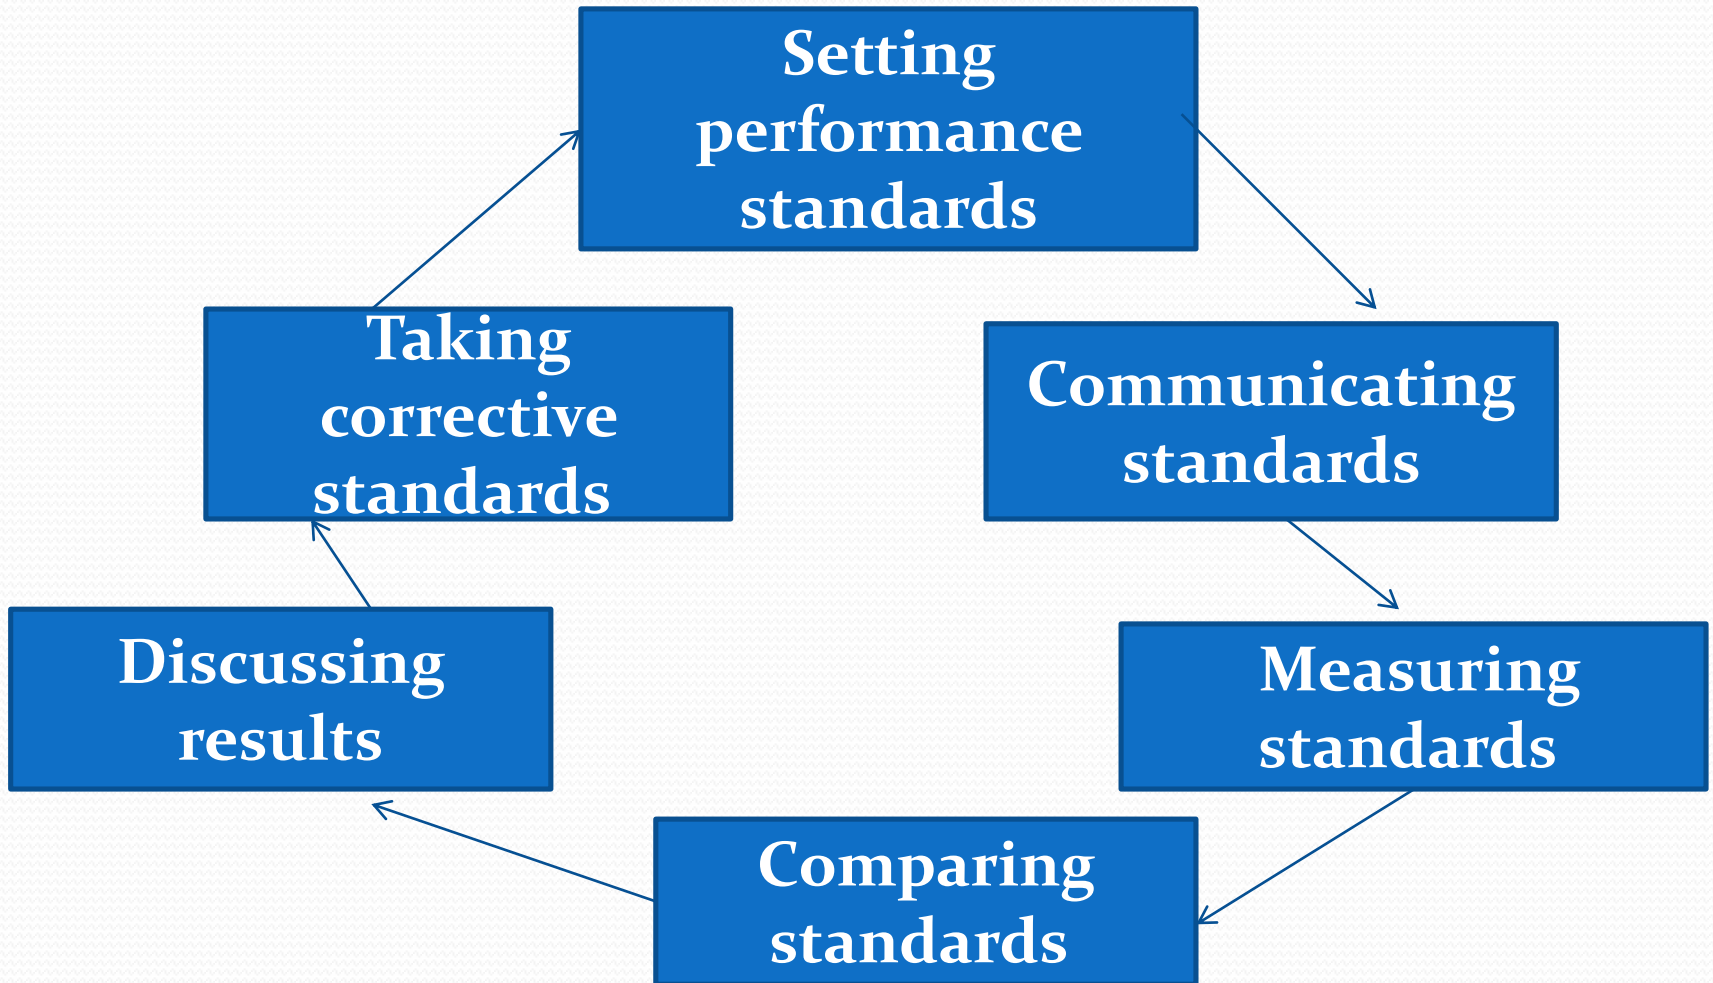 Setting
performance
standards
Communicating
standards
Measuring
standards
Comparing
standards
Discussing
results
Taking
corrective
standards